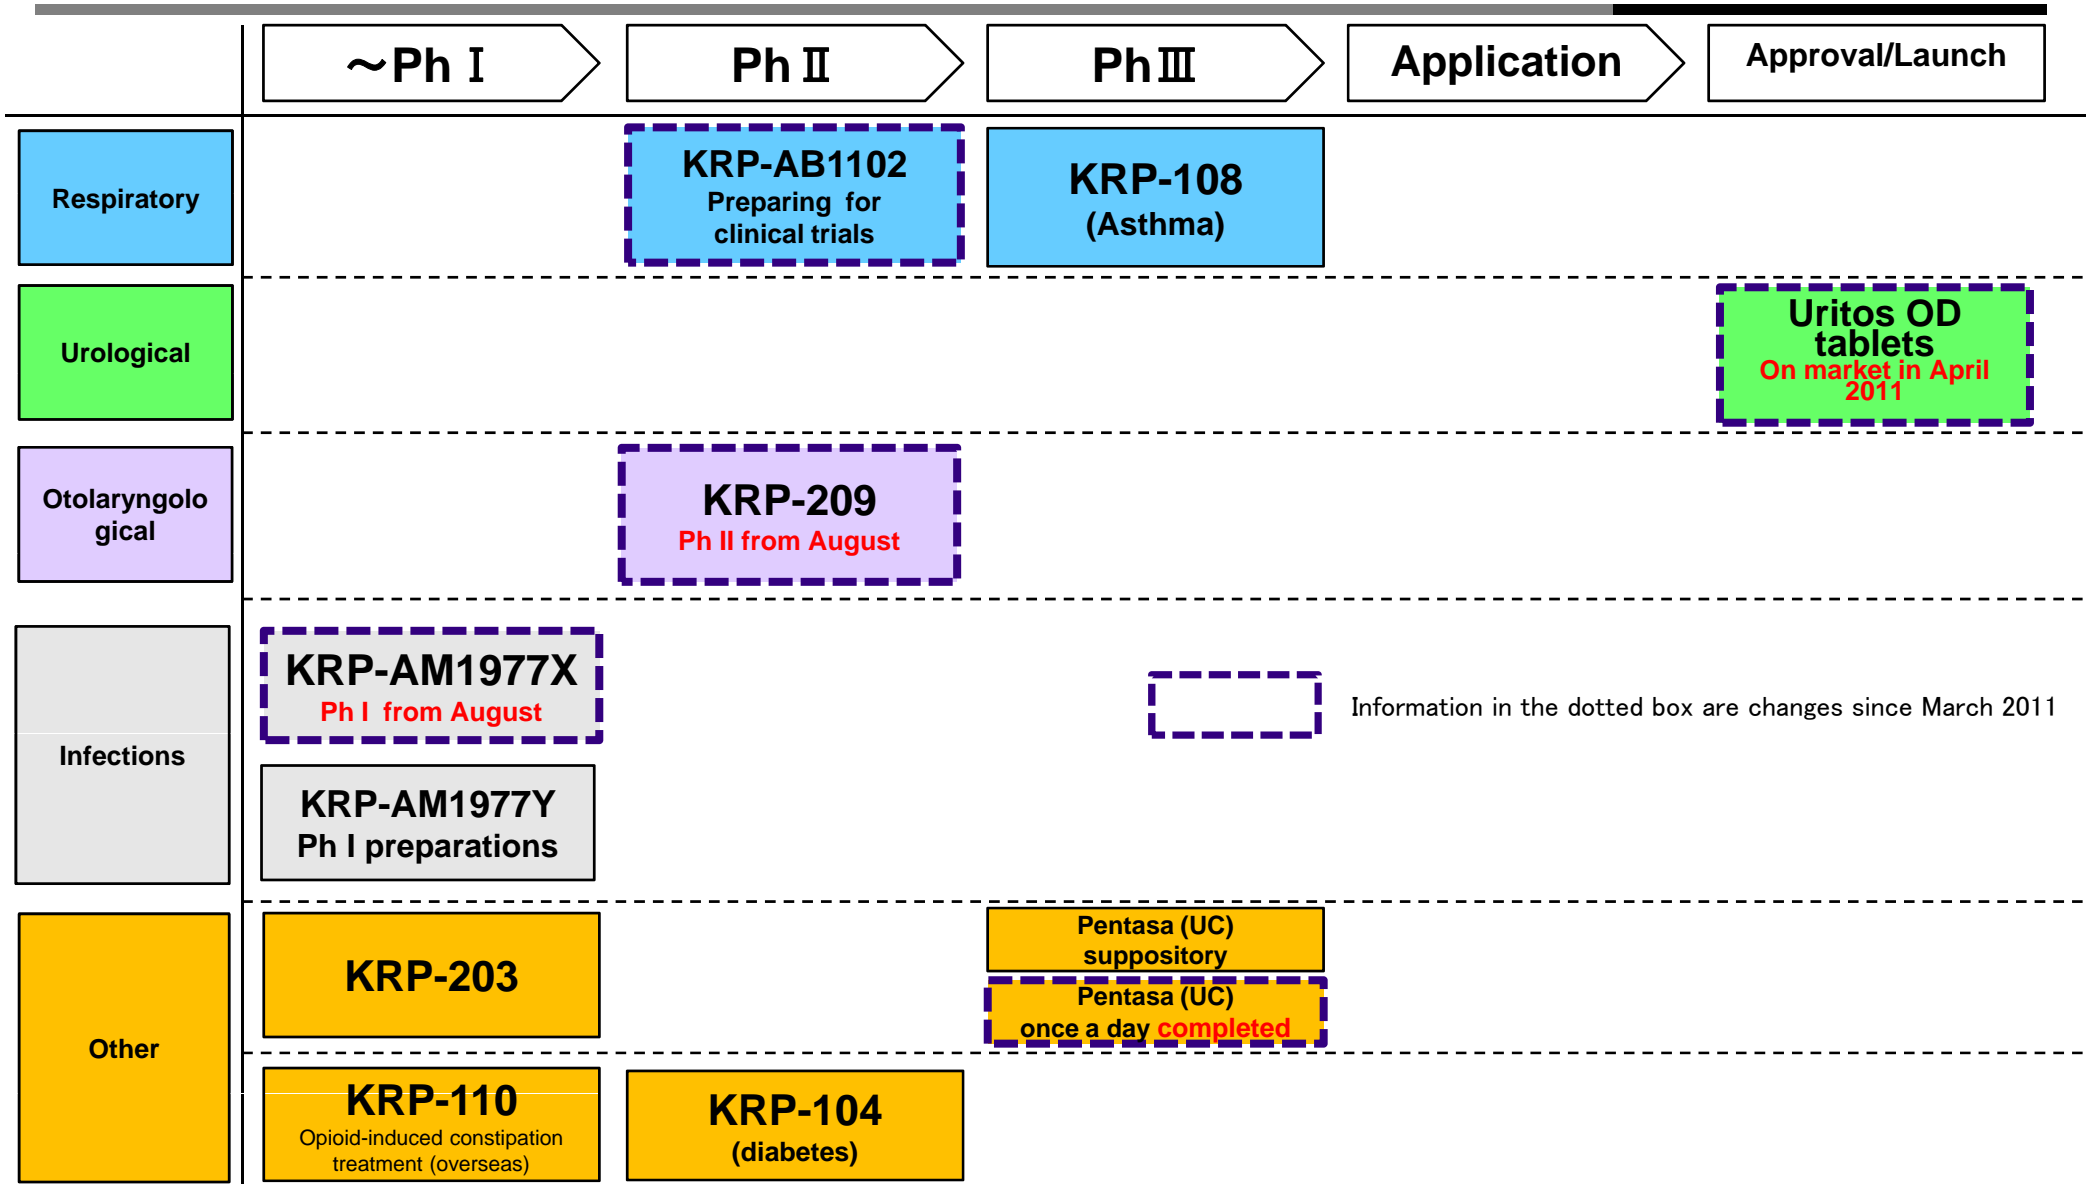 ~Ph Ⅰ
Ph Ⅱ
Ph Ⅲ
Application
Approval/Launch
Respiratory
KRP-AB1102
Preparing for
clinical trials
KRP-108
(Asthma)
Urological
Uritos OD
tablets
On market in April
2011
Otolaryngolo
gical
KRP-209
Ph II from August
Infections
KRP-AM1977X
Ph I from August
Information in the dotted box are changes since March 2011
KRP-AM1977Y
Ph I preparations
Other
KRP-203
Pentasa (UC)
suppository
Pentasa (UC)
once a day completed
KRP-110
Opioid-induced constipation
treatment (overseas)
KRP-104
(diabetes)